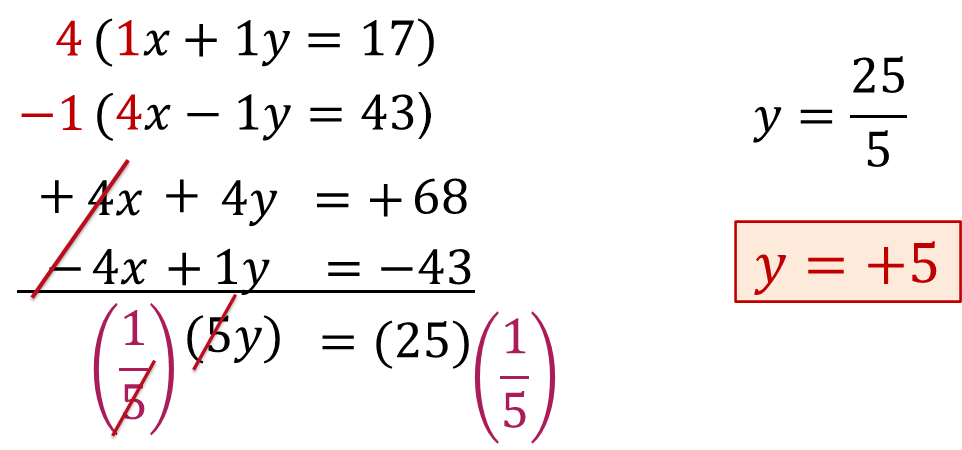 4 (1x + 1y = 17)
−1 (4x − 1y = 43)
+ 4x + 4y = +68
− 4x + 1y = −43
(1/5) (5y) = (25) (1/5)
y = 25/5
y = +5